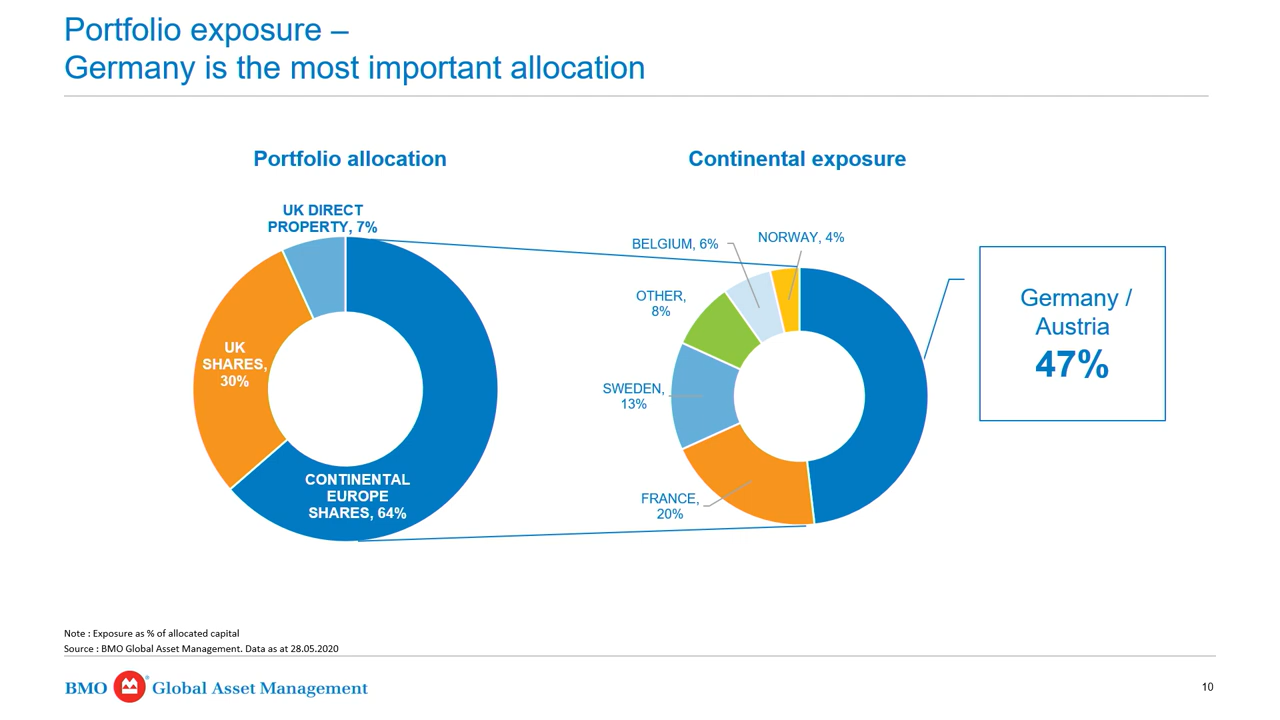 Portfolio exposure –
Germany is the most important allocation
Portfolio allocation
UK DIRECT
PROPERTY, 7%
UK
SHARES,
30%
CONTINENTAL
EUROPE
SHARES, 64%
Continental exposure
BELGIUM, 6%
NORWAY, 4%
OTHER,
8%
SWEDEN,
13%
FRANCE,
20%
Germany /
Austria
47%
Note : Exposure as % of allocated capital
Source : BMO Global Asset Management. Data as at 28.05.2020
BMO Global Asset Management
10